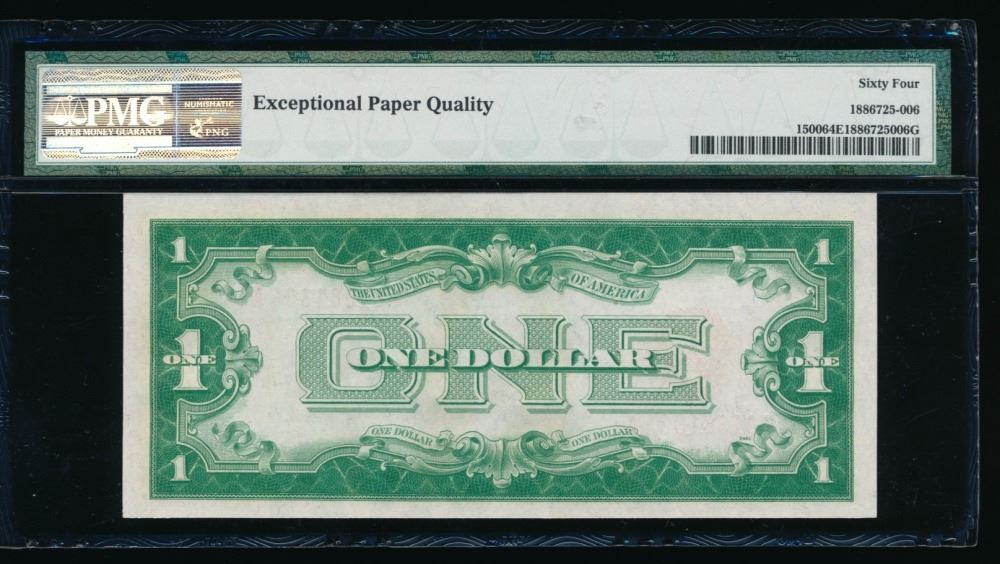 PMG
PAPER MONEY GUARANTY
NUMISMATIC
PNG
Exceptional Paper Quality
Sixty Four
1886725-006
150064E1886725006G
1
1
THE UNITED STATES
OF AMERICA
ONE
1
ONE
ONE DOLLAR
1
ONE
ONE DOLLAR
ONE DOLLAR
1
1